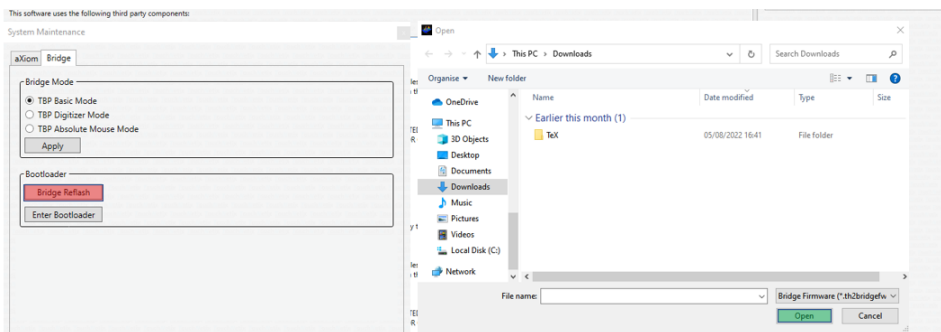 This software uses the following third party components:
System Maintenance
aXiom Bridge
Bridge Mode
TBP Basic Mode
TBP Digitizer Mode
TBP Absolute Mouse Mode
Apply
Bootloader
Bridge Reflash
Enter Bootloader
Open
This PC > Downloads
Search Downloads
Organise New folder
OneDrive
This PC
3D Objects
Desktop
Documents
Downloads
Music
Pictures
Videos
Local Disk (C:)
Network
Name Date modified Type Size
Earlier this month (1)
TeX 05/08/2022 16:41 File folder
File name:
Bridge Firmware (*.th2bridgefw
Open Cancel